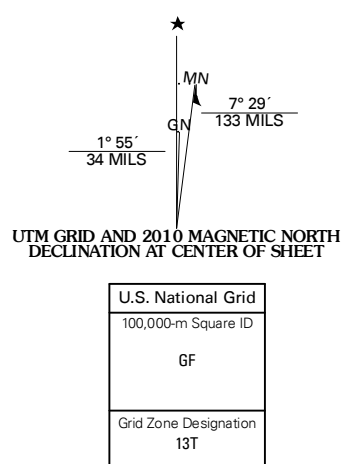 MN
7° 29´
133 MILS
GN
1° 55´
34 MILS
UTM GRID AND 2010 MAGNETIC NORTH
DECLINATION AT CENTER OF SHEET
U.S. National Grid
100,000-m Square ID
GF
Grid Zone Designation
13T